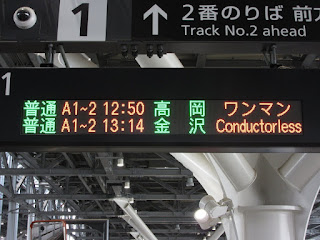 1 ↑ 2番のりば 前方
Track No.2 ahead
1
普通 A1~2 12:50 高岡 ワンマン
普通 A1~2 13:14 金沢 Conductorless